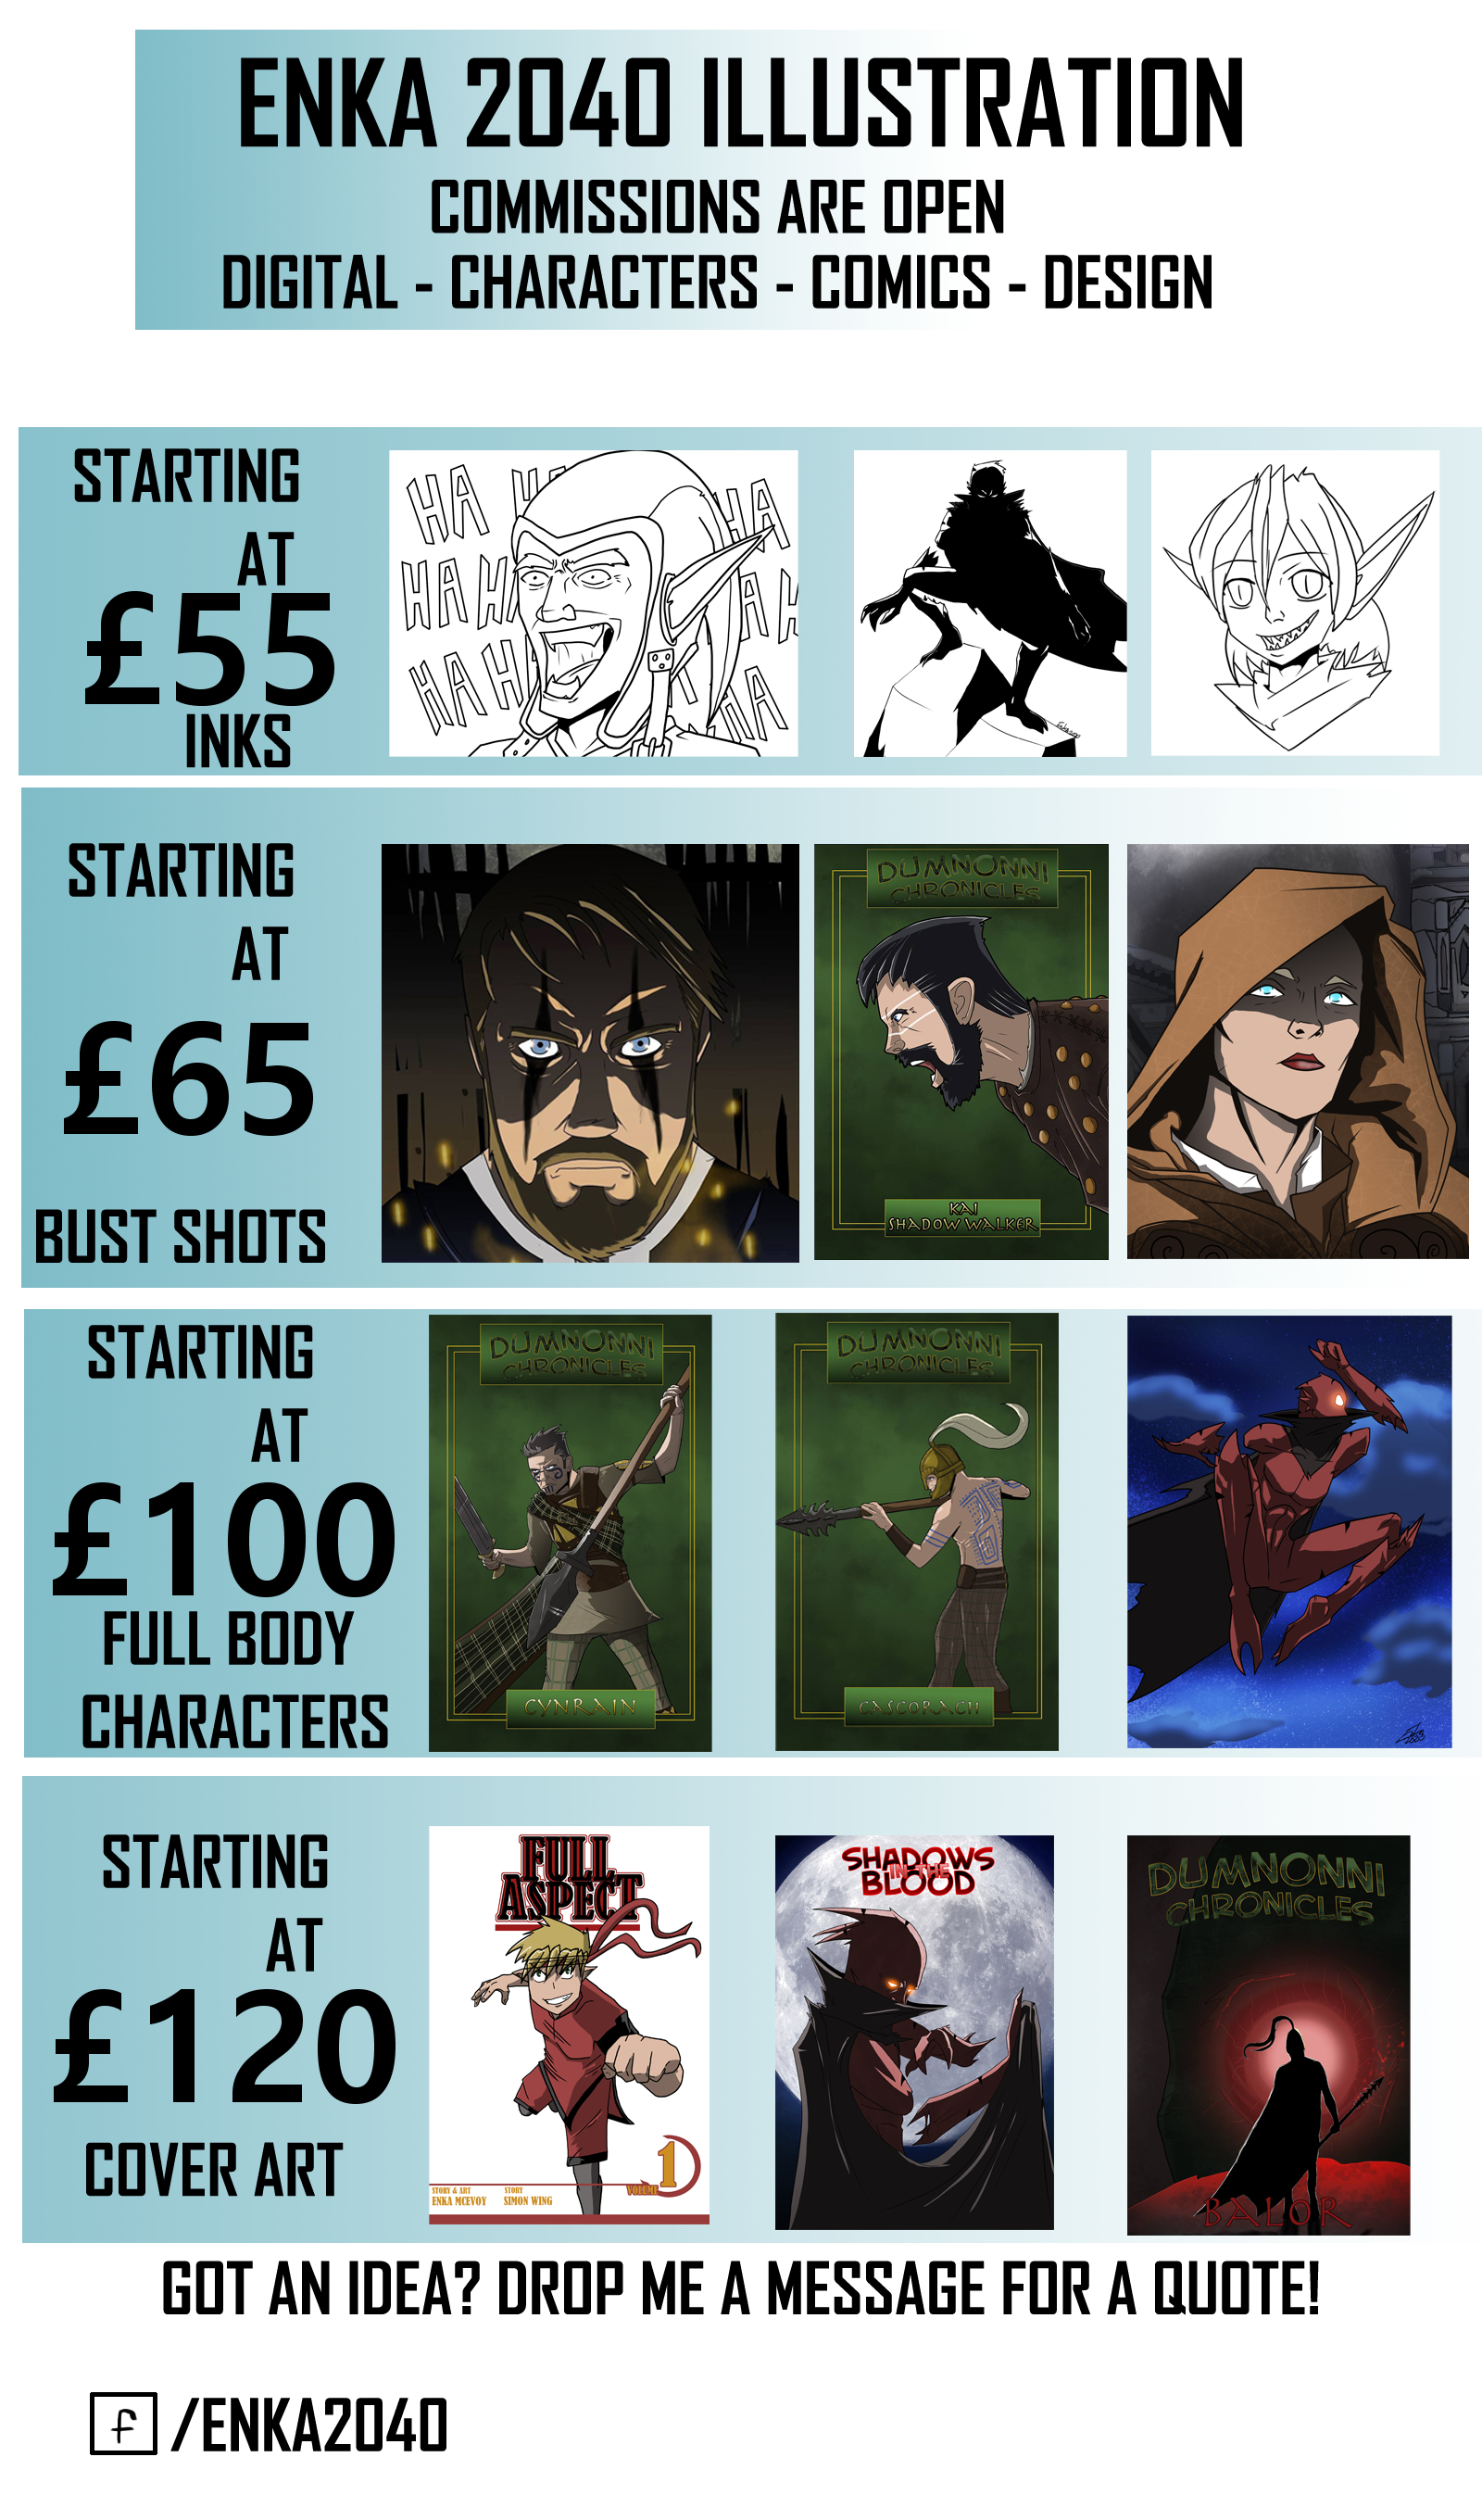 ENKA 2040 ILLUSTRATION
COMMISSIONS ARE OPEN
DIGITAL - CHARACTERS - COMICS - DESIGN
STARTING
AT
£55
INKS
HA HA HA
HA HA HA
HA HA HA
STARTING
AT
£65
BUST SHOTS
DUMNONNI
CHRONICLES
KAI
SHADOW WALKER
STARTING
AT
£100
FULL BODY
CHARACTERS
DUMNONNI
CHRONICLES
CYNRAIN
DUMNONNI
CHRONICLES
CASCORACH
STARTING
AT
£120
COVER ART
FULL
ASPECT
STORY & ART
ENKA MCEVOY
STORY
SIMON WING
VOLUME 1
SHADOWS
IN THE
BLOOD
DUMNONNI
CHRONICLES
BALOR
GOT AN IDEA? DROP ME A MESSAGE FOR A QUOTE!
f /ENKA2040